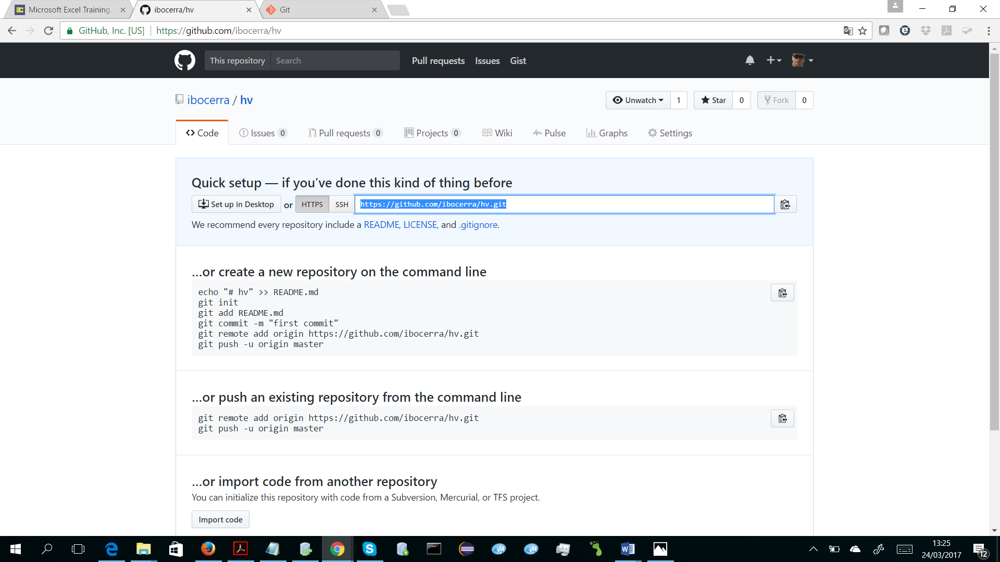 Microsoft Excel Training
ibocerra/hv
Git
GitHub, Inc. [US]
https://github.com/ibocerra/hv
This repository
Search
Pull requests
Issues
Gist
ibocerra / hv
Unwatch 1
Star 0
Fork 0
Code
Issues 0
Pull requests 0
Projects 0
Wiki
Pulse
Graphs
Settings
Quick setup — if you’ve done this kind of thing before
Set up in Desktop or HTTPS SSH https://github.com/ibocerra/hv.git
We recommend every repository include a README, LICENSE, and .gitignore.
…or create a new repository on the command line
echo "# hv" >> README.md
git init
git add README.md
git commit -m "first commit"
git remote add origin https://github.com/ibocerra/hv.git
git push -u origin master
…or push an existing repository from the command line
git remote add origin https://github.com/ibocerra/hv.git
git push -u origin master
…or import code from another repository
You can initialize this repository with code from a Subversion, Mercurial, or TFS project.
Import code
13:25
24/03/2017
12